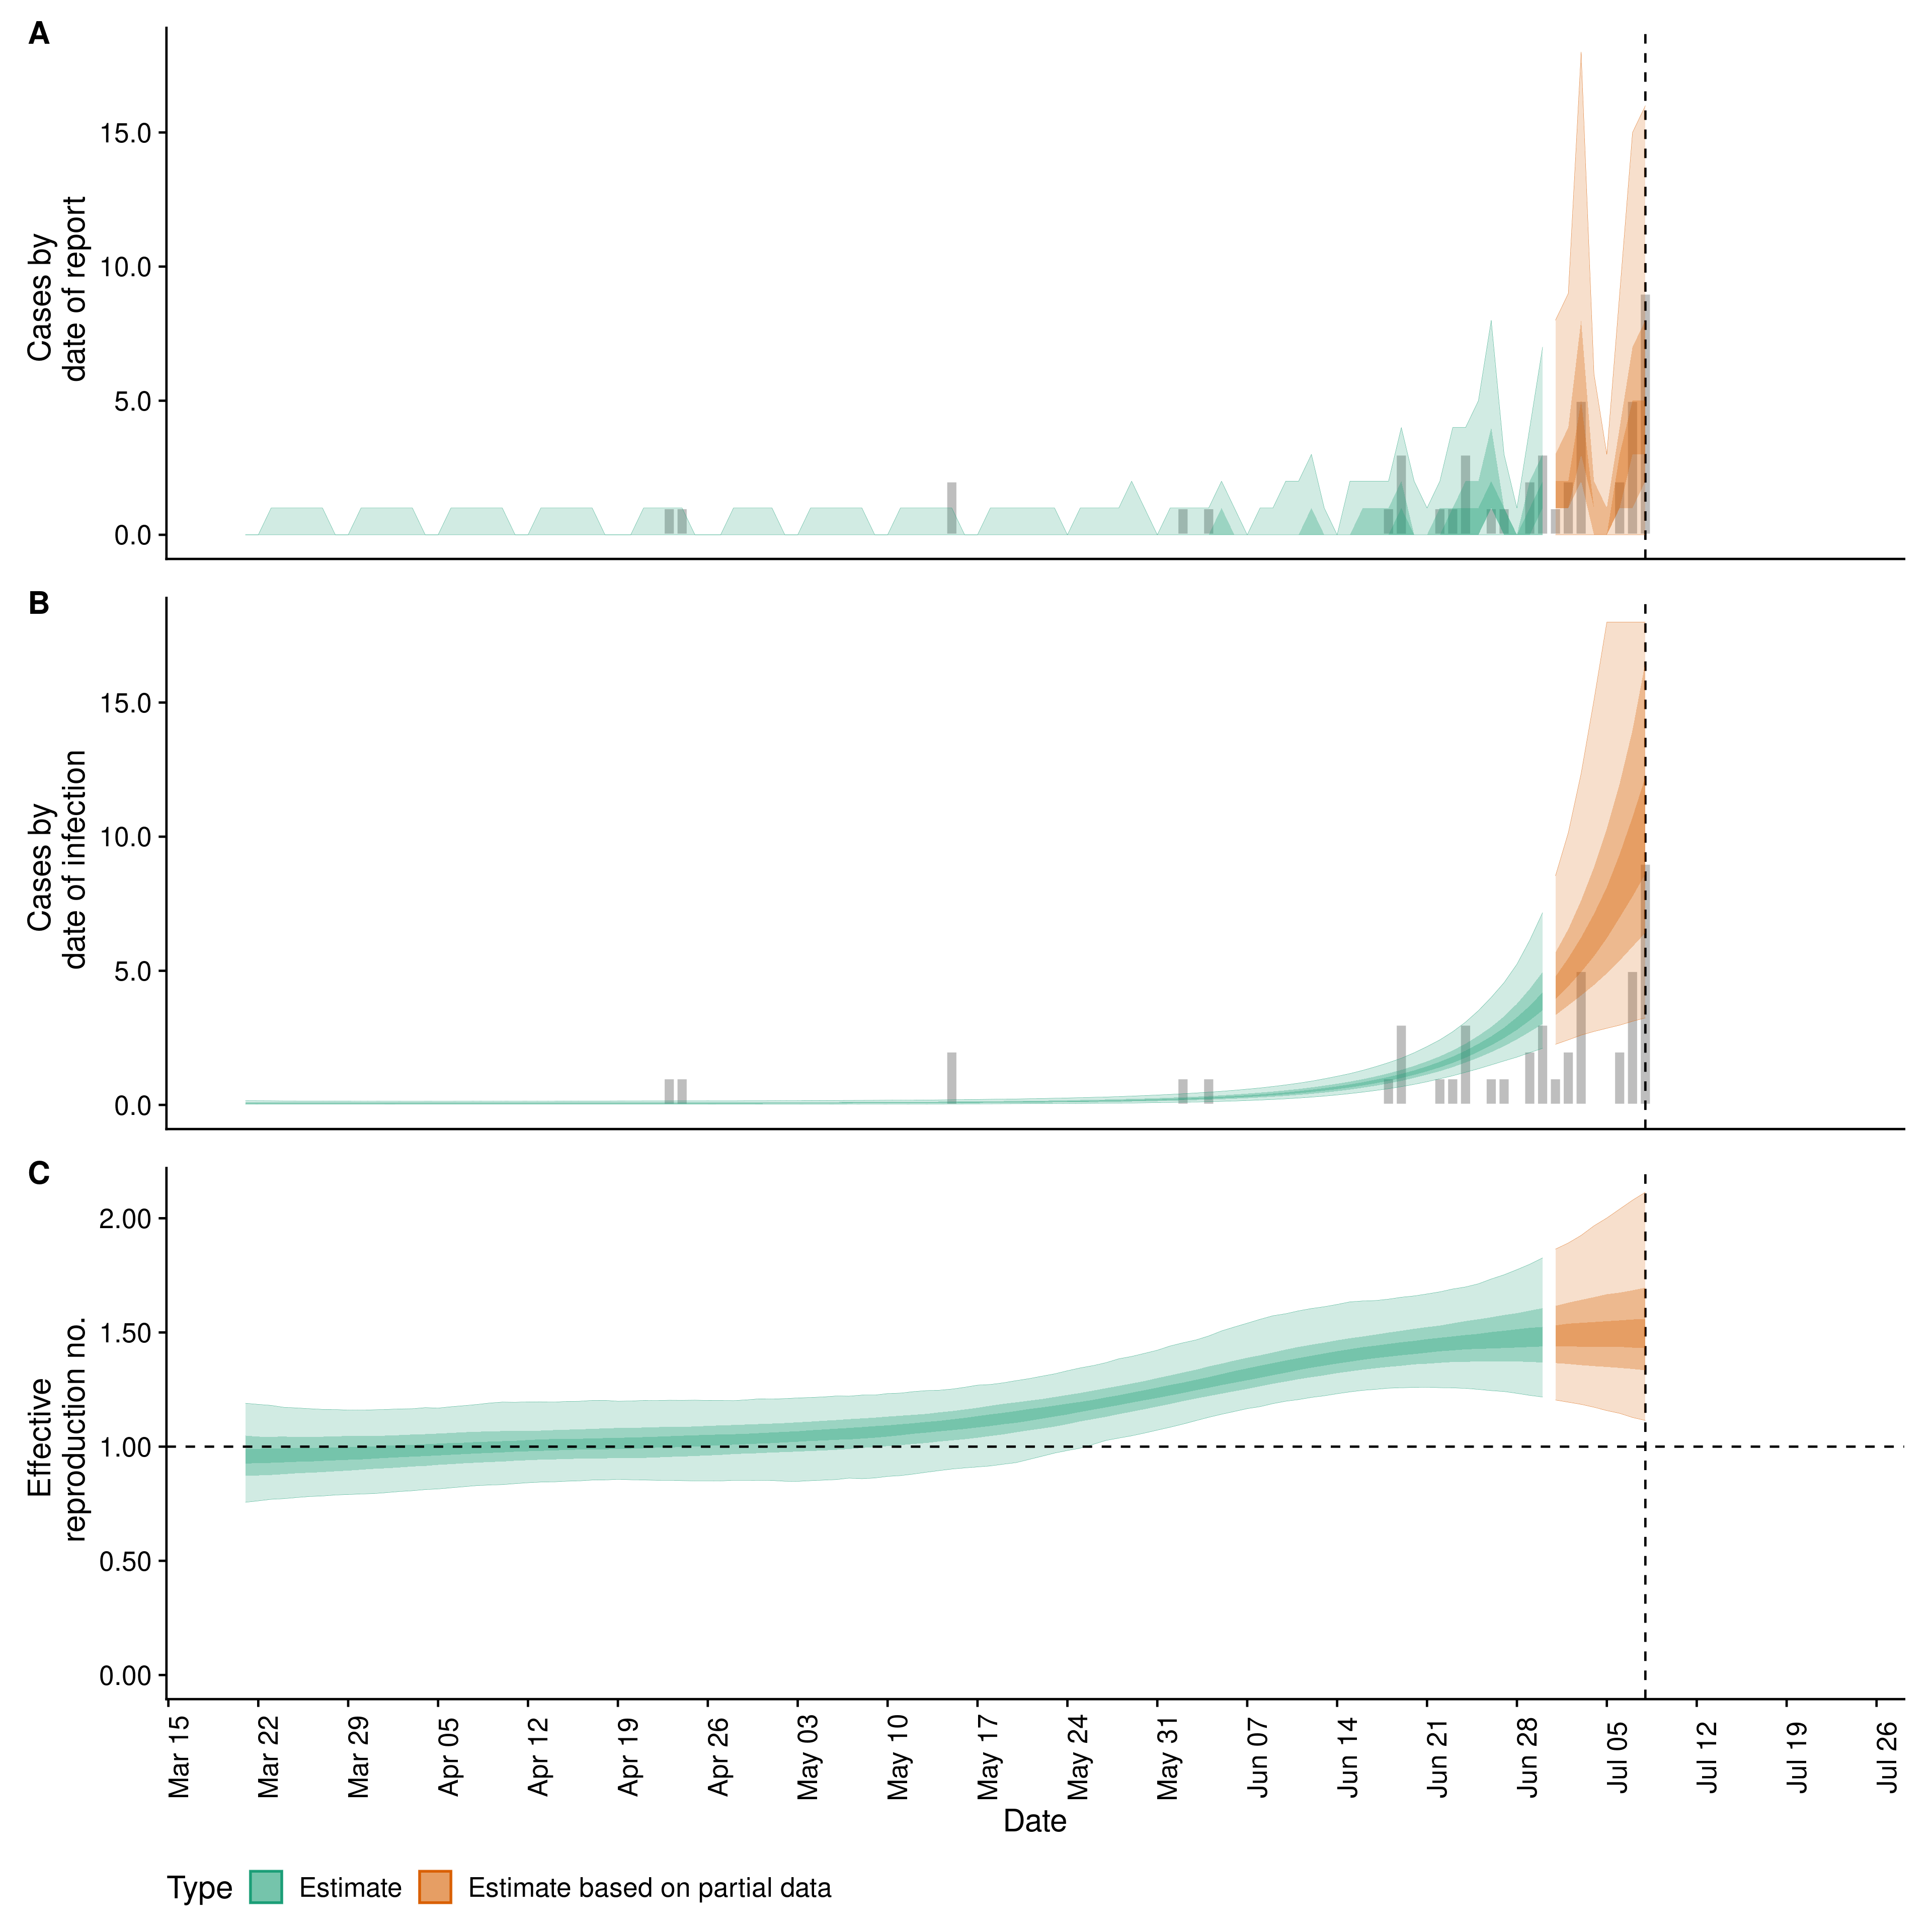 A
15.0
10.0
5.0
0.0
Cases by
date of report
B
15.0
10.0
5.0
0.0
Cases by
date of infection
C
2.00
1.50
1.00
0.50
0.00
Effective
reproduction no.
Mar 15 Mar 22 Mar 29 Apr 05 Apr 12 Apr 19 Apr 26 May 03 May 10 May 17 May 24 May 31 Jun 07 Jun 14 Jun 21 Jun 28 Jul 05 Jul 12 Jul 19 Jul 26
Date
Type Estimate Estimate based on partial data